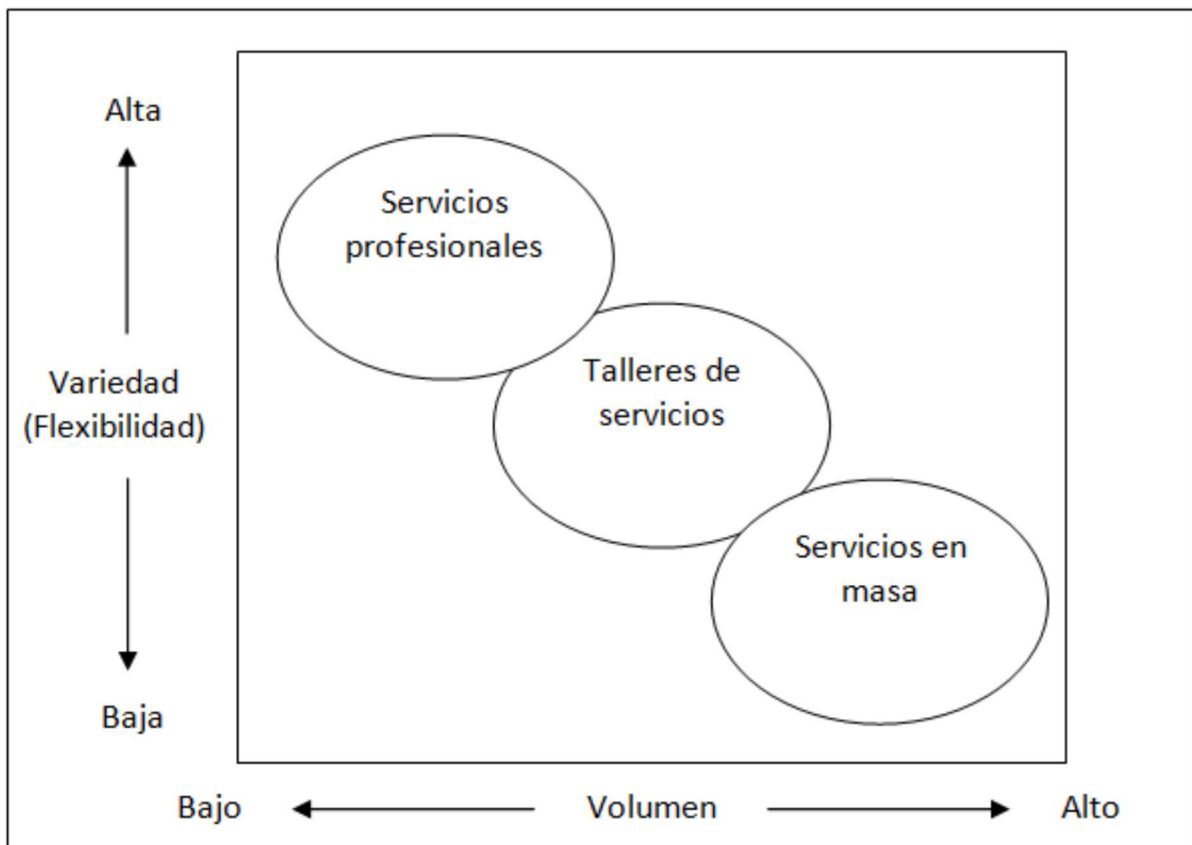 Alta
Servicios
profesionales
Talleres de
servicios
Variedad
(Flexibilidad)
Servicios en
masa
Baja
Bajo
Volumen
Alto